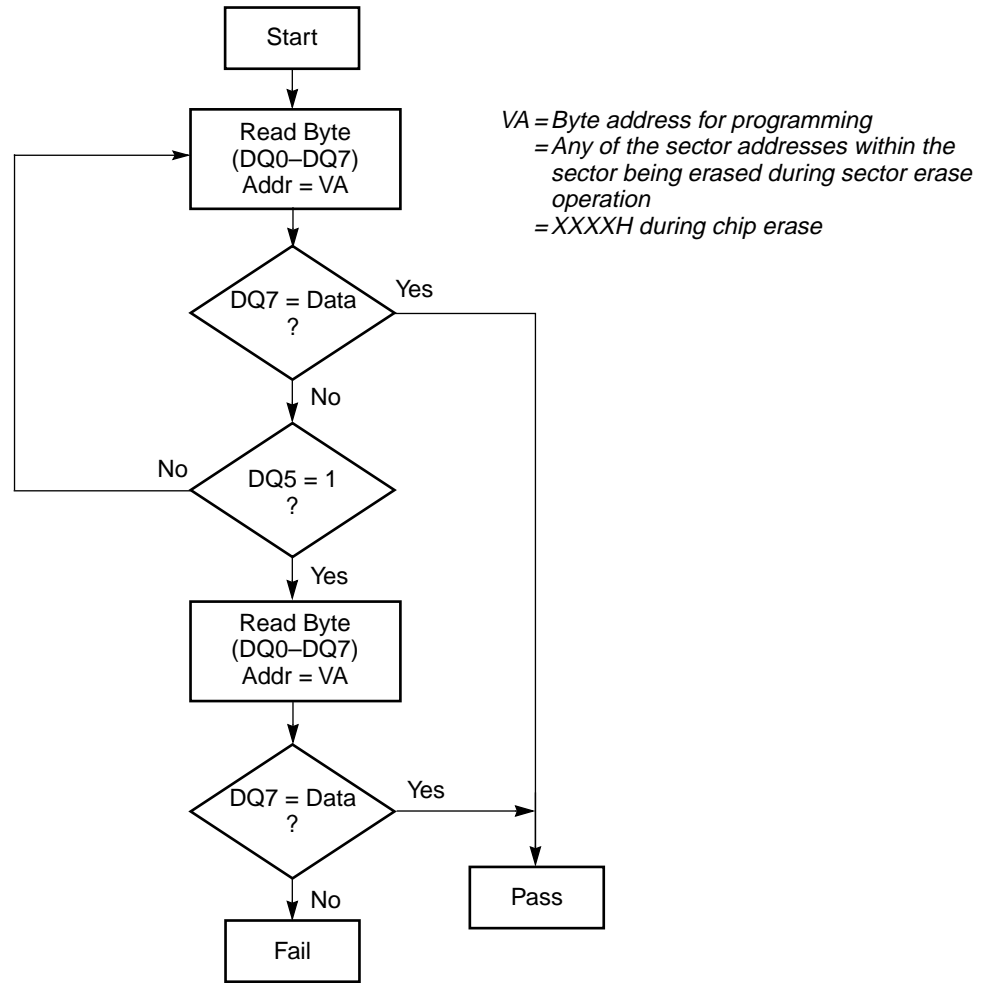 Start
Read Byte
(DQ0–DQ7)
Addr = VA
VA = Byte address for programming
= Any of the sector addresses within the
sector being erased during sector erase
operation
= XXXXH during chip erase
DQ7 = Data
?
Yes
No
DQ5 = 1
?
No
Yes
Read Byte
(DQ0–DQ7)
Addr = VA
DQ7 = Data
?
Yes
No
Pass
Fail